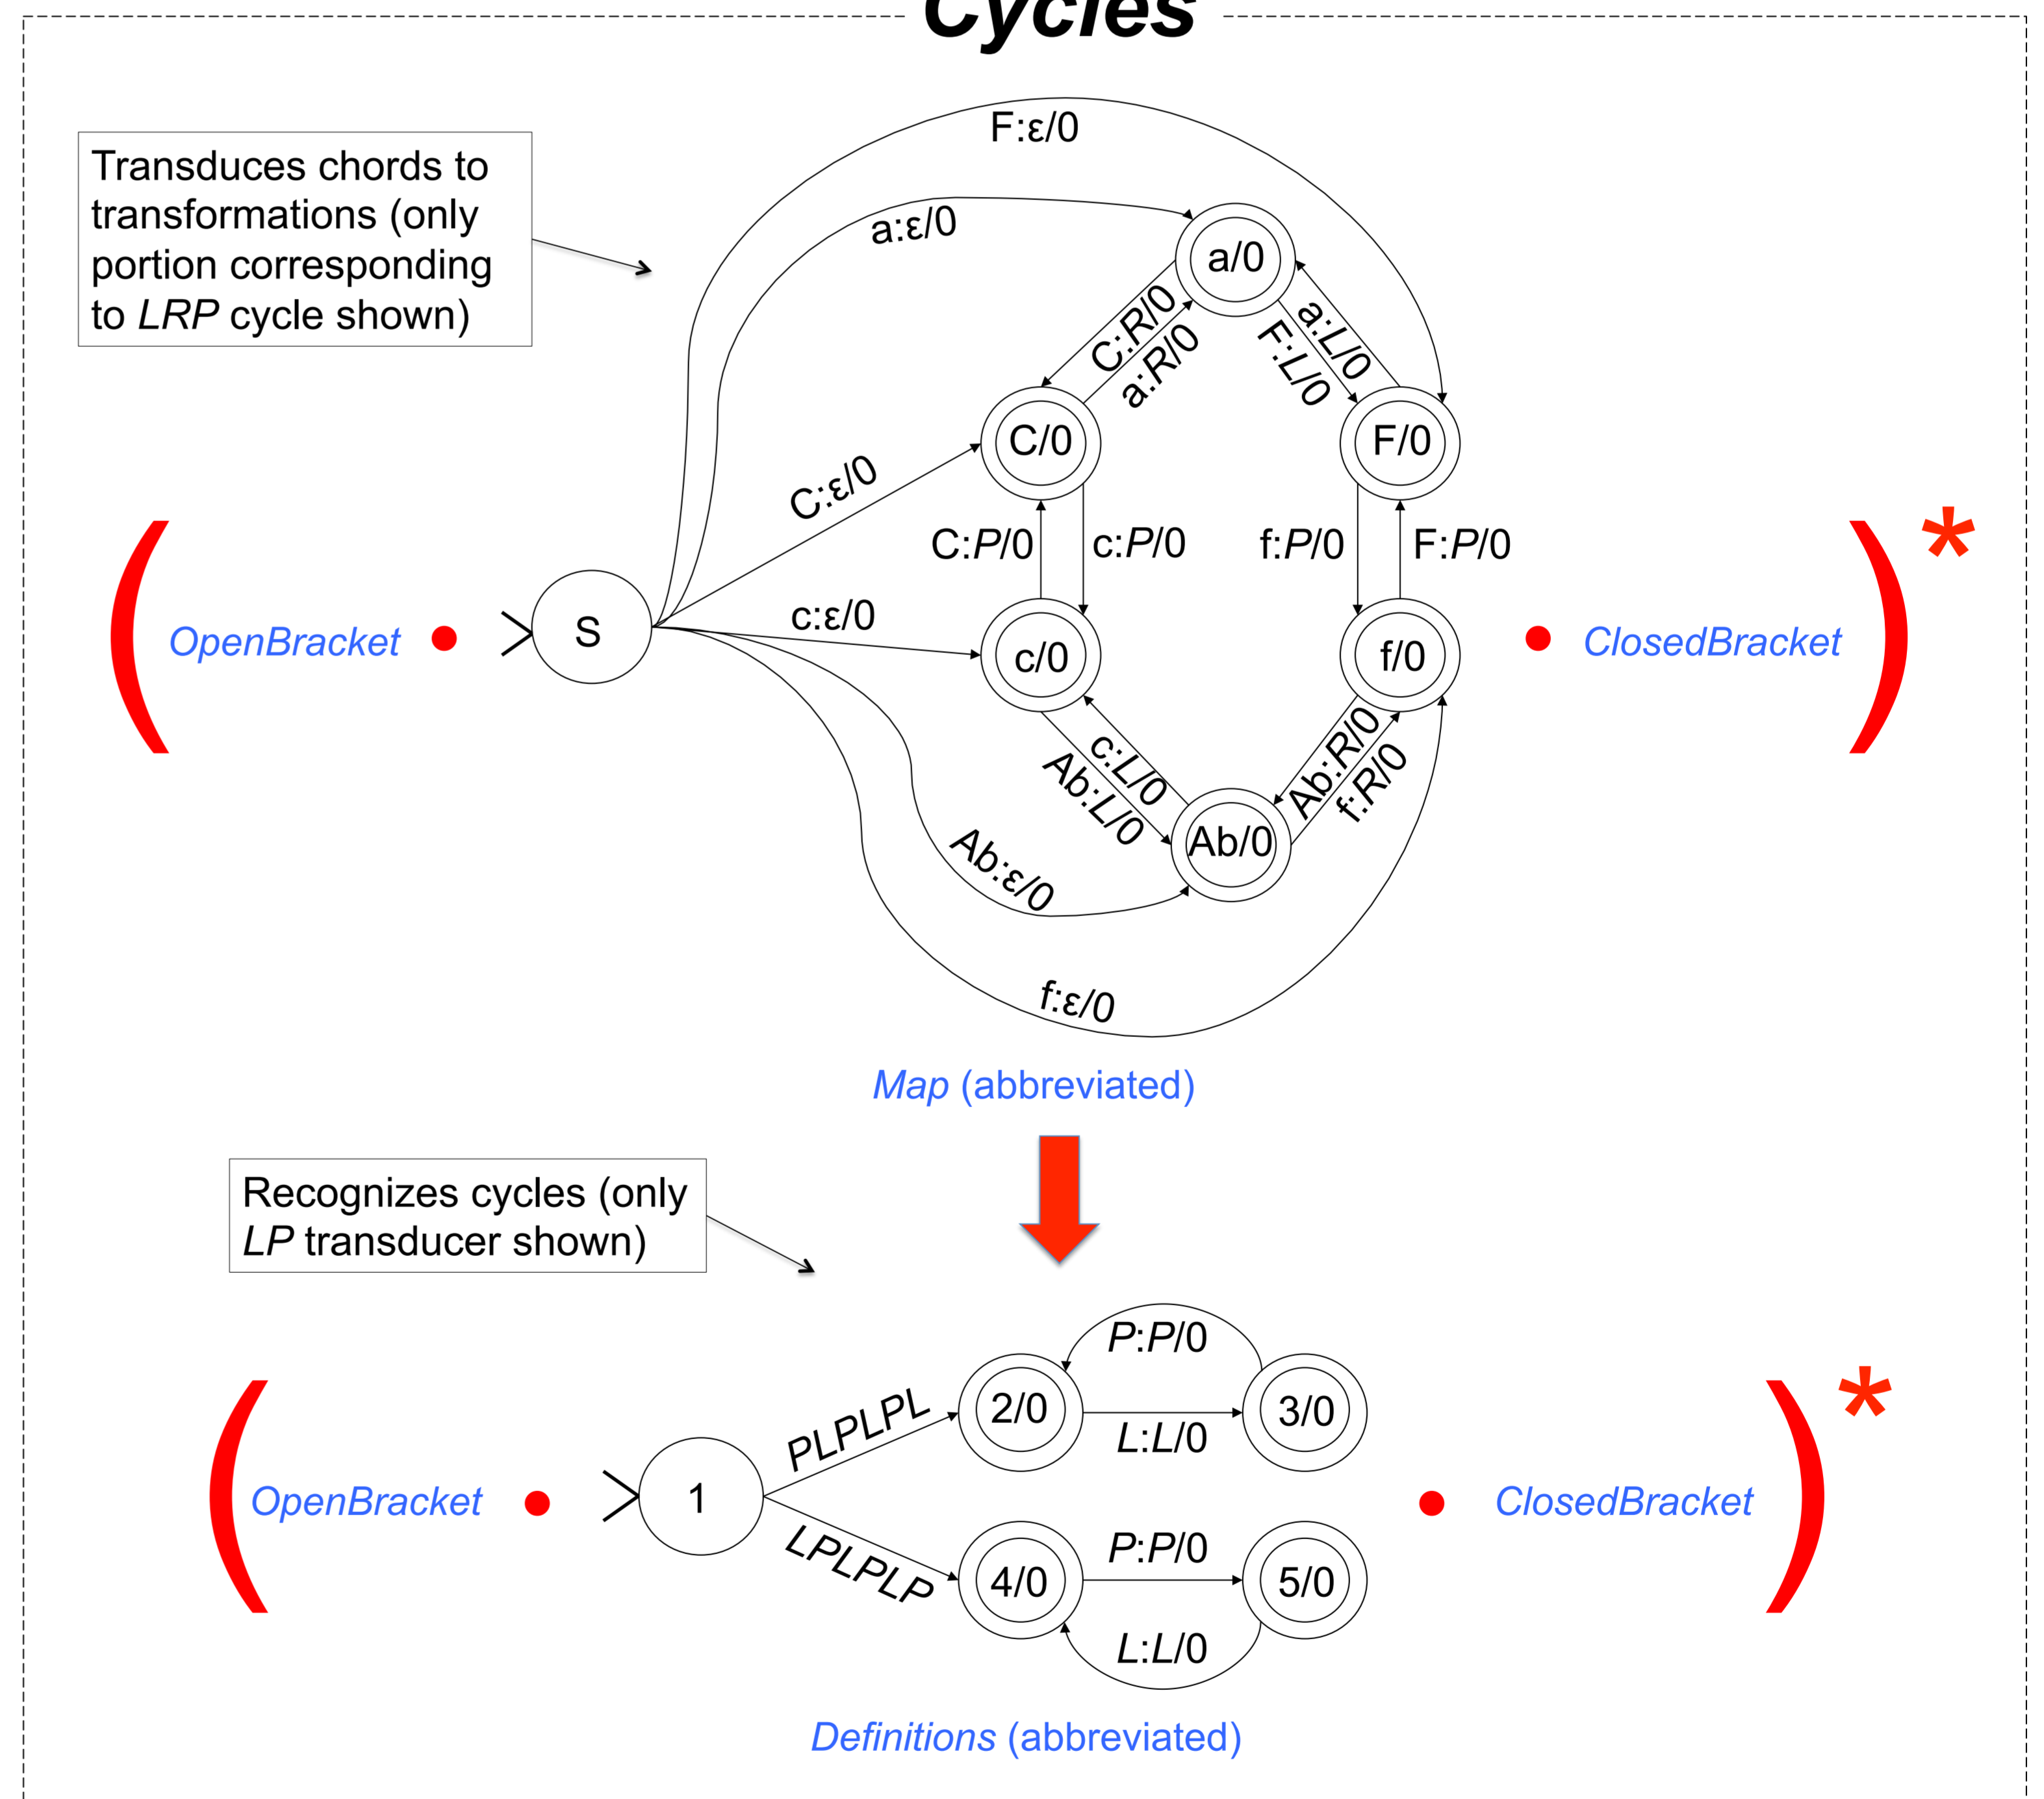 Cycles
Transduces chords to
transformations (only
portion corresponding
to LRP cycle shown)
F:ε/0
a:ε/0
a/0
C:R/0
a:R/0
a:L/0
F:L/0
C/0
F/0
C:ε/0
C:P/0
c:P/0
f:P/0
F:P/0
( OpenBracket • S • ClosedBracket )*
c:ε/0
c/0
f/0
c:L/0
Ab:L/0
Ab:R/0
f:R/0
Ab/0
Ab:ε/0
f:ε/0
Map (abbreviated)
Recognizes cycles (only
LP transducer shown)
P:P/0
PLPLPL
2/0
3/0
L:L/0
( OpenBracket • 1 • ClosedBracket )*
LPLPLP
P:P/0
4/0
5/0
L:L/0
Definitions (abbreviated)